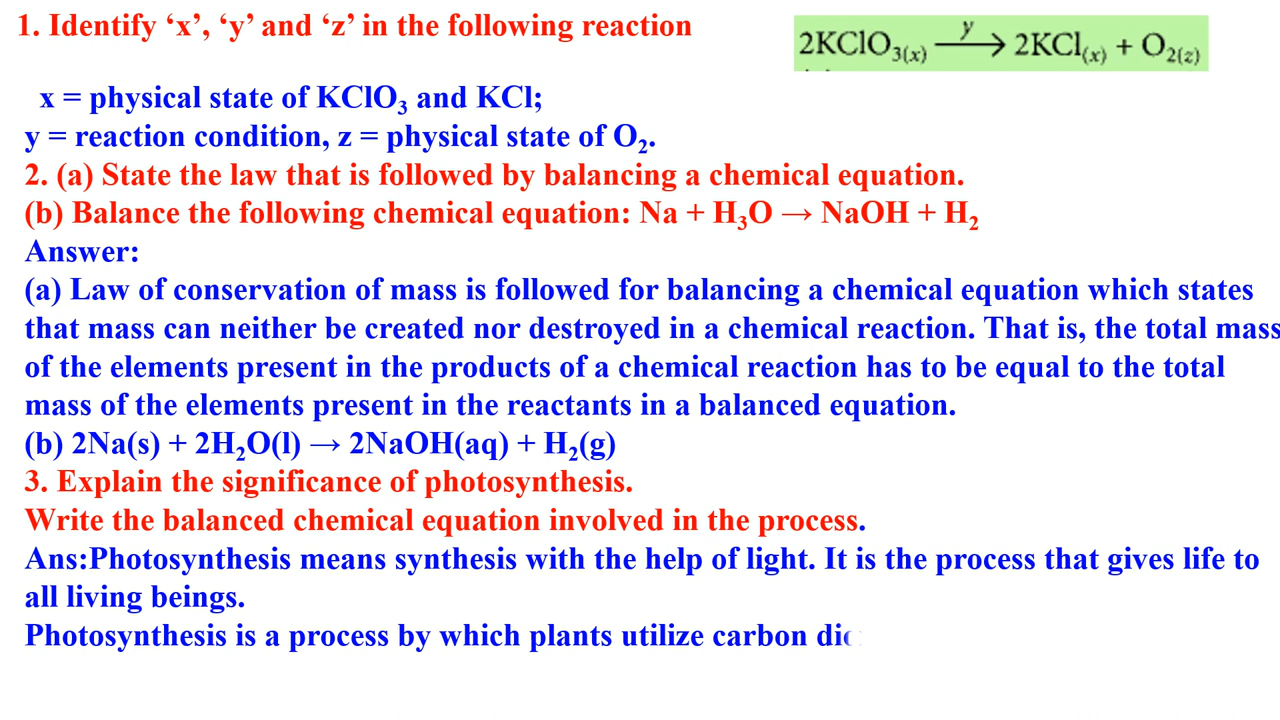 1. Identify ‘x’, ‘y’ and ‘z’ in the following reaction
2KClO₃₍ₓ₎ —y→ 2KCl₍ₓ₎ + O₂(z)
x = physical state of KClO₃ and KCl;
y = reaction condition, z = physical state of O₂.
2. (a) State the law that is followed by balancing a chemical equation.
(b) Balance the following chemical equation: Na + H₃O → NaOH + H₂
Answer:
(a) Law of conservation of mass is followed for balancing a chemical equation which states
that mass can neither be created nor destroyed in a chemical reaction. That is, the total mass
of the elements present in the products of a chemical reaction has to be equal to the total
mass of the elements present in the reactants in a balanced equation.
(b) 2Na(s) + 2H₂O(l) → 2NaOH(aq) + H₂(g)
3. Explain the significance of photosynthesis.
Write the balanced chemical equation involved in the process.
Ans:Photosynthesis means synthesis with the help of light. It is the process that gives life to
all living beings.
Photosynthesis is a process by which plants utilize carbon